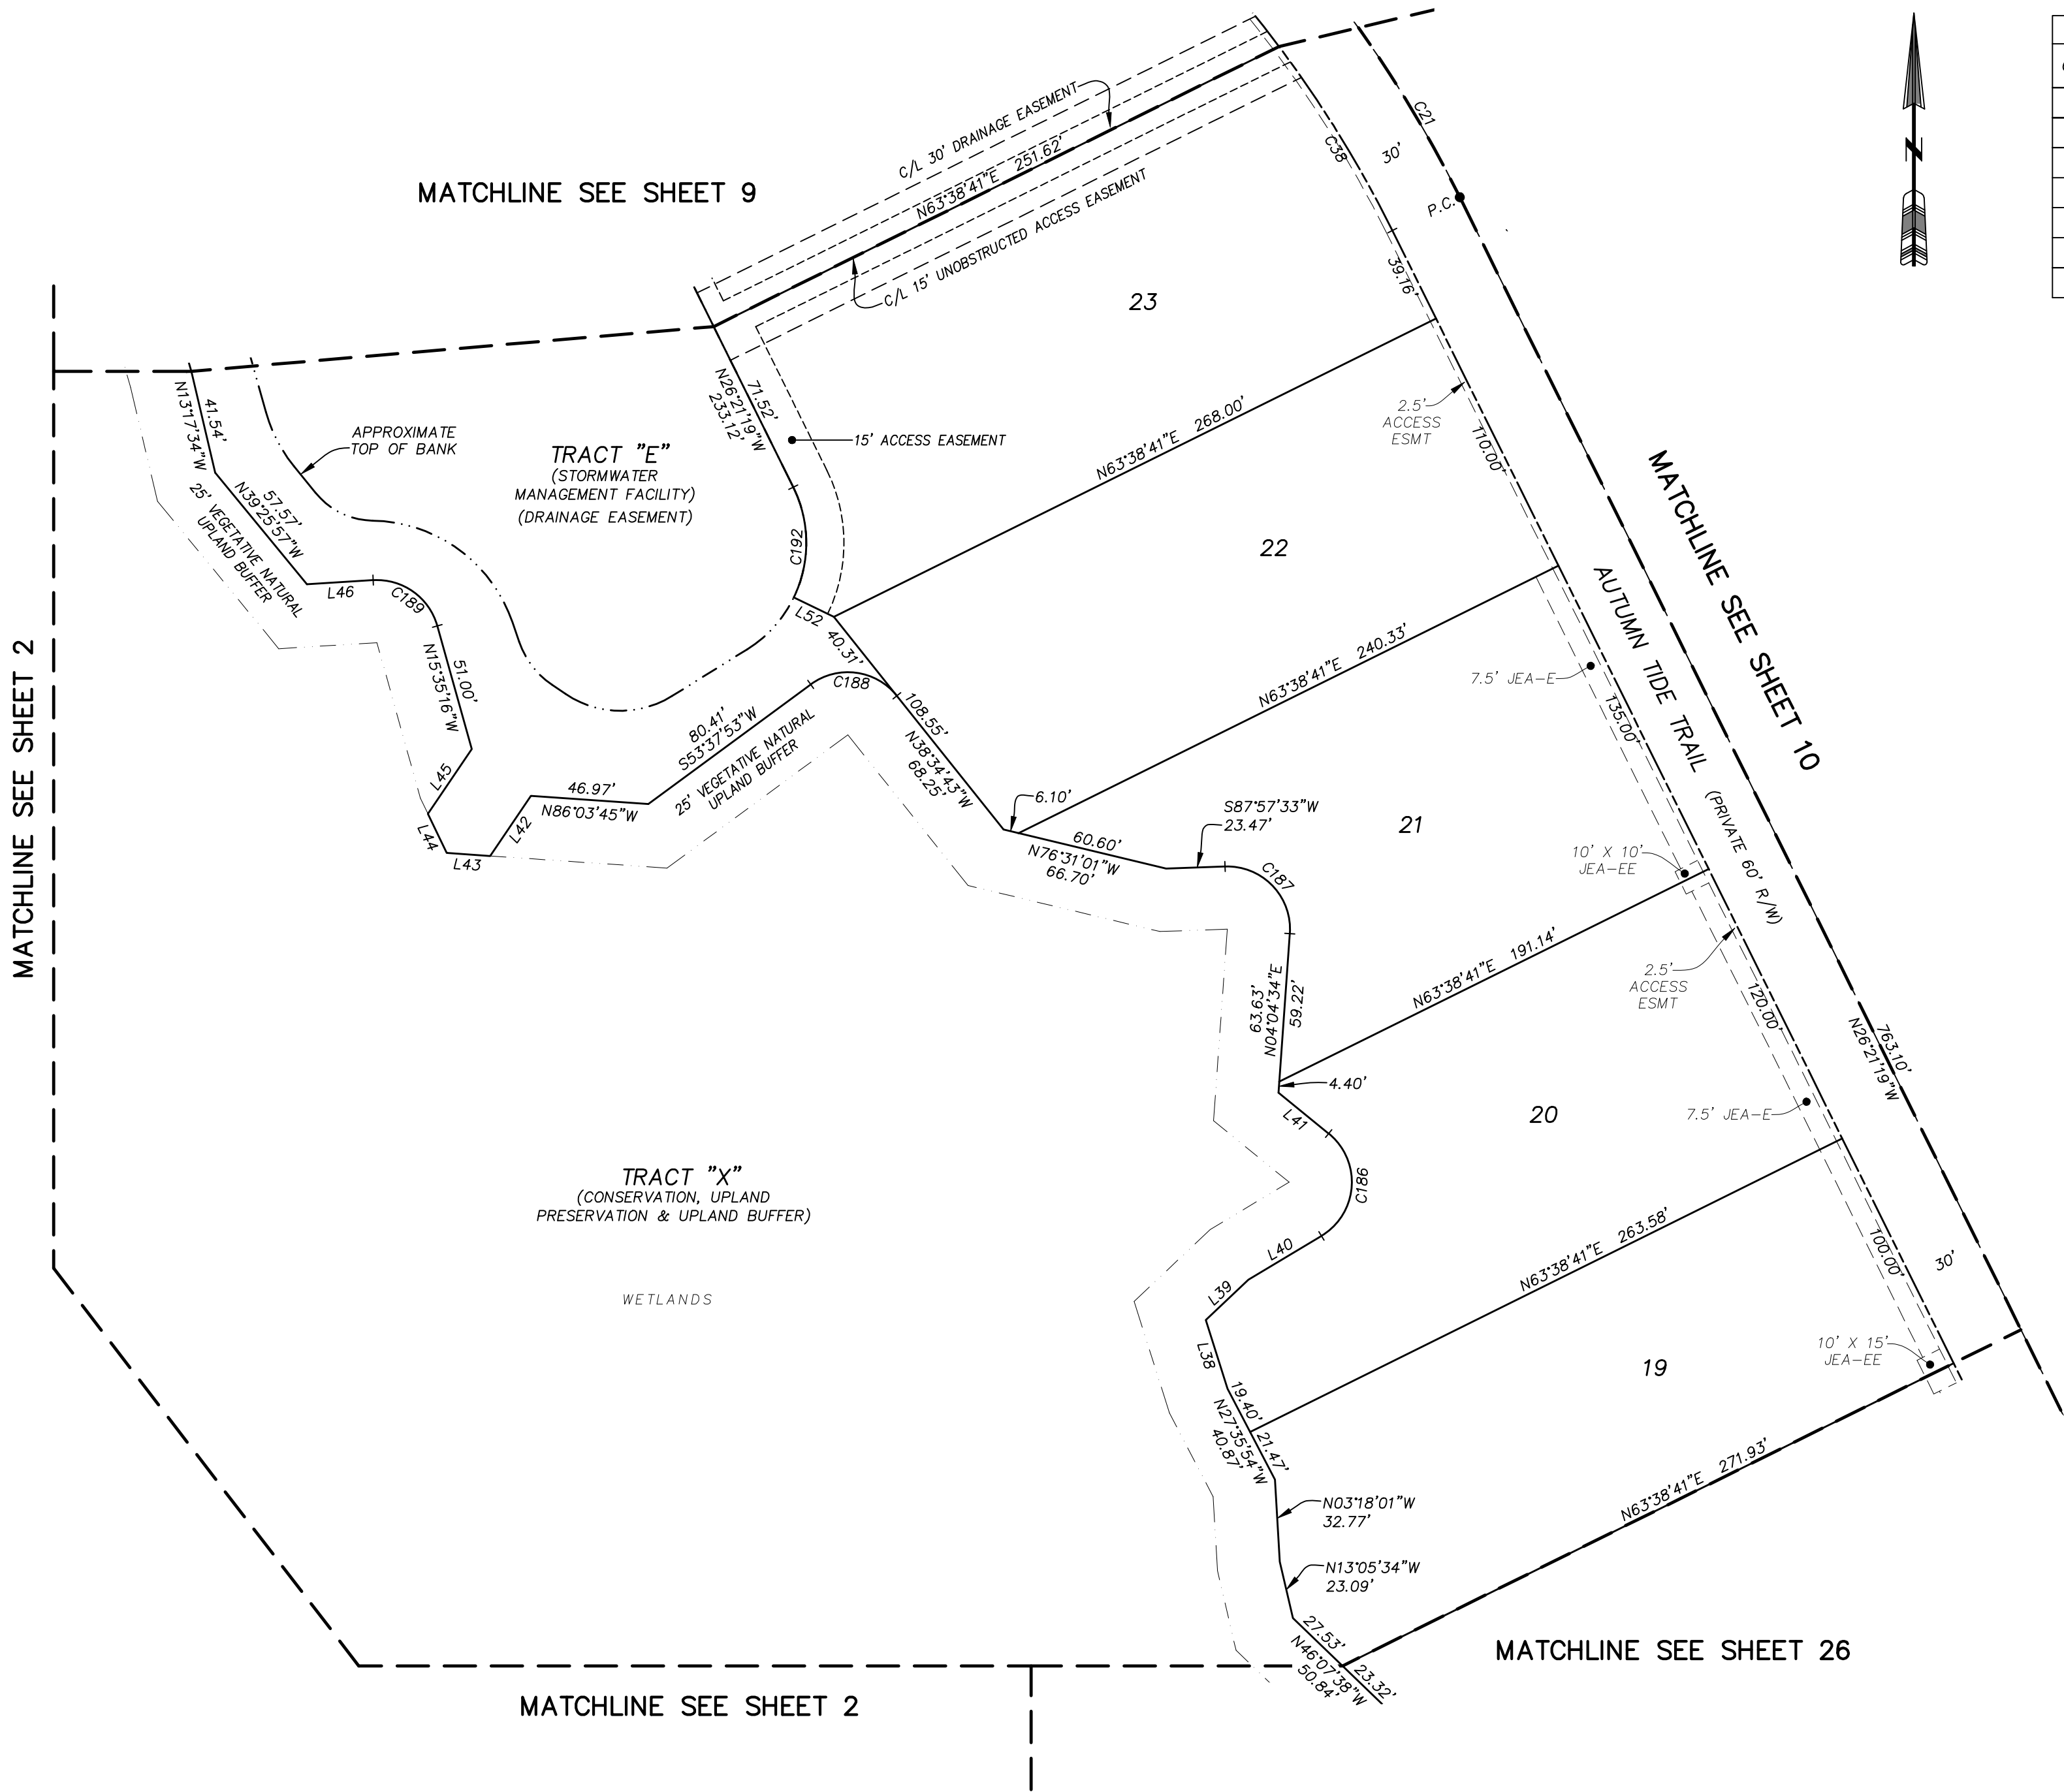 MATCHLINE SEE SHEET 9
C/L 30' DRAINAGE EASEMENT
N63°38'41"E 251.62'
C/L 15' UNOBSTRUCTED ACCESS EASEMENT
C21
C38
30'
P.C.
39.16'
N
23
N13°17'34"W
41.54'
APPROXIMATE
TOP OF BANK
TRACT "E"
(STORMWATER
MANAGEMENT FACILITY)
(DRAINAGE EASEMENT)
71.52'
N26°21'19"W
233.12'
15' ACCESS EASEMENT
N63°38'41"E 268.00'
2.5'
ACCESS
ESMT
110.00'
57.57'
N39°25'57"W
25' VEGETATIVE NATURAL
UPLAND BUFFER
L46
C189
C192
L52
22
MATCHLINE SEE SHEET 10
AUTUMN TIDE TRAIL
(PRIVATE 60' R/W)
MATCHLINE SEE SHEET 2
51.00'
N15°35'16"W
40.31'
C188
N63°38'41"E 240.33'
7.5' JEA-E
135.00'
80.41'
S53°37'53"W
25' VEGETATIVE NATURAL
UPLAND BUFFER
108.55'
N38°34'43"W
68.25'
L45
L44
L43
L42
46.97'
N86°03'45"W
6.10'
S87°57'33"W
23.47'
21
60.60'
N76°31'01"W
66.70'
C187
10' X 10'
JEA-EE
N63°38'41"E 191.14'
2.5'
ACCESS
ESMT
120.00'
63.63'
N04°04'34"E
59.22'
763.10'
N26°21'19"W
4.40'
L41
20
7.5' JEA-E
TRACT "X"
(CONSERVATION, UPLAND
PRESERVATION & UPLAND BUFFER)
C186
L40
N63°38'41"E 263.58'
100.00'
30'
WETLANDS
L39
L38
10' X 15'
JEA-EE
19
19.40'
N27°35'54"W
40.87'
21.47'
N63°38'41"E 271.93'
N03°18'01"W
32.77'
N13°05'34"W
23.09'
27.53'
N46°07'38"W
50.84'
23.32'
MATCHLINE SEE SHEET 26
MATCHLINE SEE SHEET 2